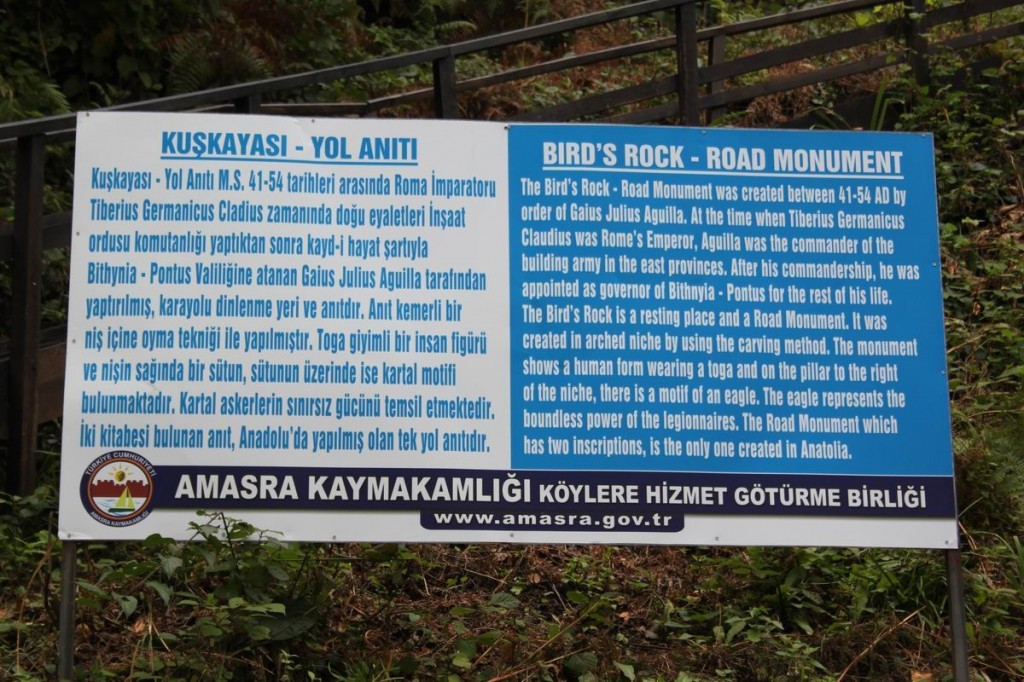 KUŞKAYASI - YOL ANITI
Kuşkayası - Yol Anıtı M.S. 41-54 tarihleri arasında Roma İmparatoru
Tiberius Germanicus Cladius zamanında doğu eyaletleri İnşaat
ordusu komutanlığı yaptıktan sonra kayd-i hayat şartıyla
Bithynia - Pontus Valiliğine atanan Gaius Julius Aguilla tarafından
yaptırılmış, karayolu dinlenme yeri ve anıtdır. Anıt kemerli bir
niş içine oyma tekniği ile yapılmıştır. Toga giyimli bir insan figürü
ve nişin sağında bir sütun, sütunun üzerinde ise kartal motifi
bulunmaktadır. Kartal askerlerin sınırsız gücünü temsil etmektedir.
İki kitabesi bulunan anıt, Anadolu'da yapılmış olan tek yol anıtıdır.
BIRD'S ROCK - ROAD MONUMENT
The Bird's Rock - Road Monument was created between 41-54 AD by
order of Gaius Julius Aguilla. At the time when Tiberius Germanicus
Claudius was Rome's Emperor, Aguilla was the commander of the
building army in the east provinces. After his commandership, he was
appointed as governor of Bithnyia - Pontus for the rest of his life.
The Bird's Rock is a resting place and a Road Monument. It was
created in arched niche by using the carving method. The monument
shows a human form wearing a toga and on the pillar to the right
of the niche, there is a motif of an eagle. The eagle represents the
boundless power of the legionnaires. The Road Monument which
has two inscriptions, is the only one created in Anatolia.
TÜRKİYE CUMHURİYETİ
AMASRA KAYMAKAMLIĞI
AMASRA KAYMAKAMLIĞI KÖYLERE HİZMET GÖTÜRME BİRLİĞİ
www.amasra.gov.tr